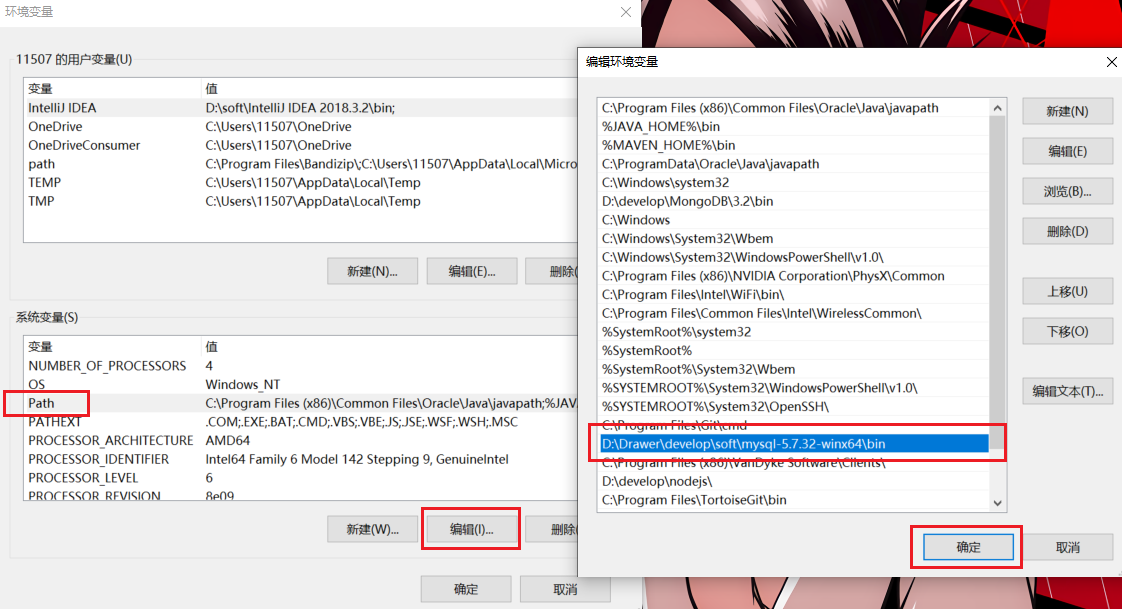 环境变量
11507 的用户变量(U)
变量 值
IntelliJ IDEA D:\soft\IntelliJ IDEA 2018.3.2\bin;
OneDrive C:\Users\11507\OneDrive
OneDriveConsumer C:\Users\11507\OneDrive
path C:\Program Files\Bandizip\;C:\Users\11507\AppData\Local\Micro
TEMP C:\Users\11507\AppData\Local\Temp
TMP C:\Users\11507\AppData\Local\Temp
新建(N)... 编辑(E)... 删除(
系统变量(S)
变量 值
NUMBER_OF_PROCESSORS 4
OS Windows_NT
Path C:\Program Files (x86)\Common Files\Oracle\Java\javapath;%JAV
PATHEXT .COM;.EXE;.BAT;.CMD;.VBS;.VBE;.JS;.JSE;.WSF;.WSH;.MSC
PROCESSOR_ARCHITECTURE AMD64
PROCESSOR_IDENTIFIER Intel64 Family 6 Model 142 Stepping 9, GenuineIntel
PROCESSOR_LEVEL 6
PROCESSOR_REVISION 8e09
新建(W)... 编辑(I)... 删除(
确定 取消
编辑环境变量
C:\Program Files (x86)\Common Files\Oracle\Java\javapath
%JAVA_HOME%\bin
%MAVEN_HOME%\bin
C:\ProgramData\Oracle\Java\javapath
C:\Windows\system32
D:\develop\MongoDB\3.2\bin
C:\Windows
C:\Windows\System32\Wbem
C:\Windows\System32\WindowsPowerShell\v1.0\
C:\Program Files (x86)\NVIDIA Corporation\PhysX\Common
C:\Program Files\Intel\WiFi\bin\
C:\Program Files\Common Files\Intel\WirelessCommon\
%SystemRoot%\system32
%SystemRoot%
%SystemRoot%\System32\Wbem
%SYSTEMROOT%\System32\WindowsPowerShell\v1.0\
%SYSTEMROOT%\System32\OpenSSH\
C:\Program Files\Git\cmd
D:\Drawer\develop\soft\mysql-5.7.32-winx64\bin
C:\Program Files (x86)\VanDyke Software\Clients\
D:\develop\nodejs\
C:\Program Files\TortoiseGit\bin
新建(N)
编辑(E)
浏览(B)...
删除(D)
上移(U)
下移(O)
编辑文本(T)...
确定 取消